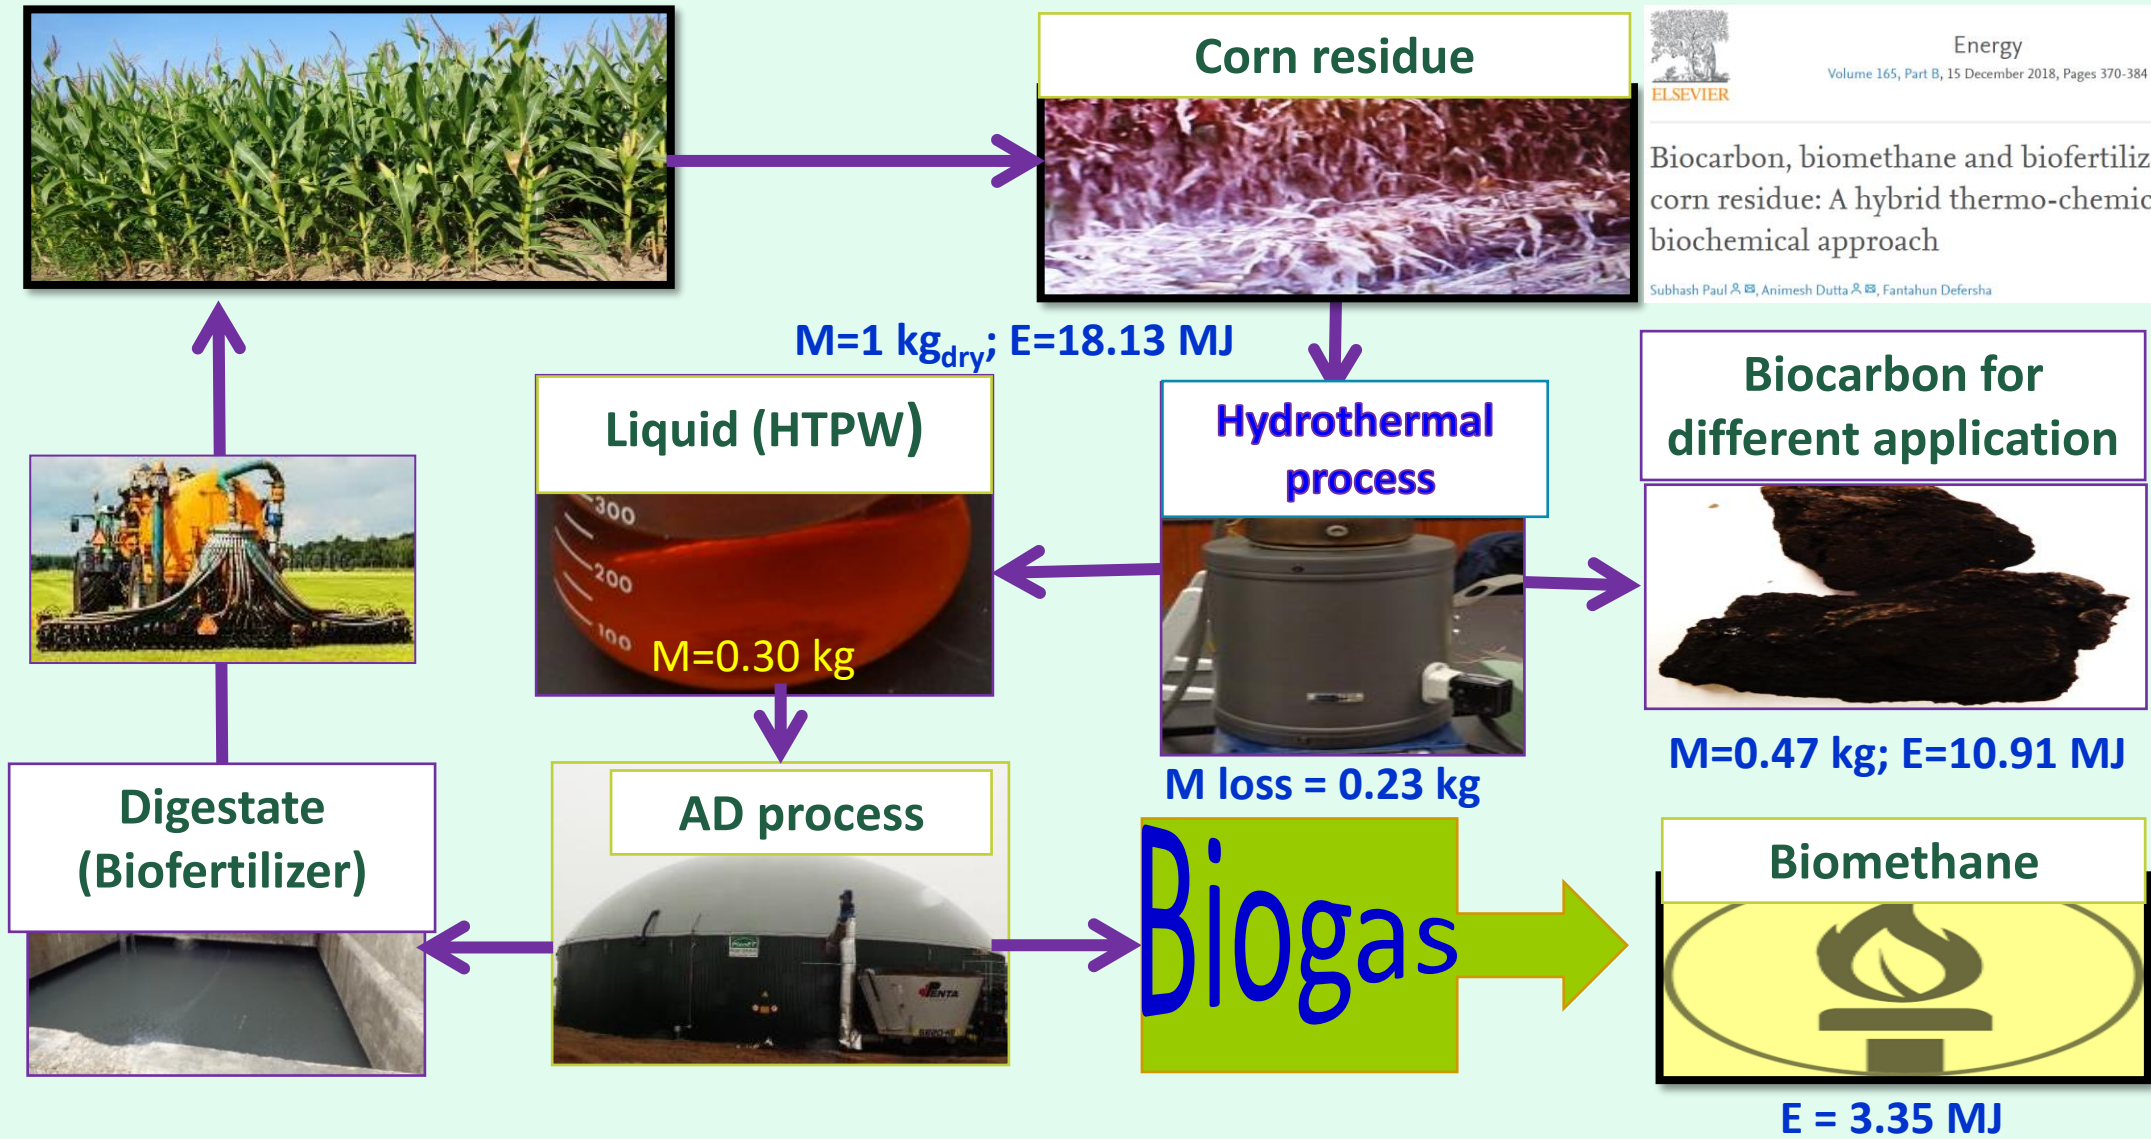 Corn residue
ELSEVIER
Energy
Volume 165, Part B, 15 December 2018, Pages 370-384
Biocarbon, biomethane and biofertiliz
corn residue: A hybrid thermo-chemic
biochemical approach
Subhash Paul, Animesh Dutta, Fantahun Defersha
M=1 kgdry; E=18.13 MJ
Liquid (HTPW)
300
200
100
M=0.30 kg
Hydrothermal
process
M loss = 0.23 kg
Biocarbon for
different application
M=0.47 kg; E=10.91 MJ
Digestate
(Biofertilizer)
AD process
PENTA
Biogas
Biomethane
E = 3.35 MJ